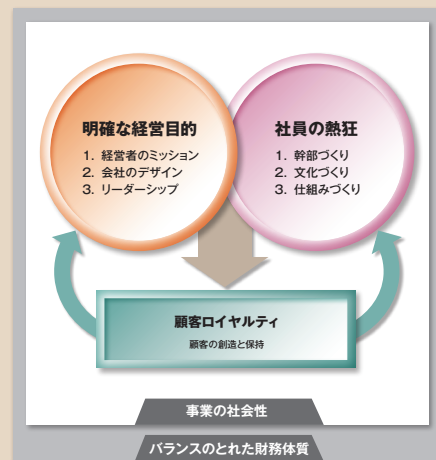 明確な経営目的
1. 経営者のミッション
2. 会社のデザイン
3. リーダーシップ
社員の熱狂
1. 幹部づくり
2. 文化づくり
3. 仕組みづくり
顧客ロイヤルティ
顧客の創造と保持
事業の社会性
バランスのとれた財務体質